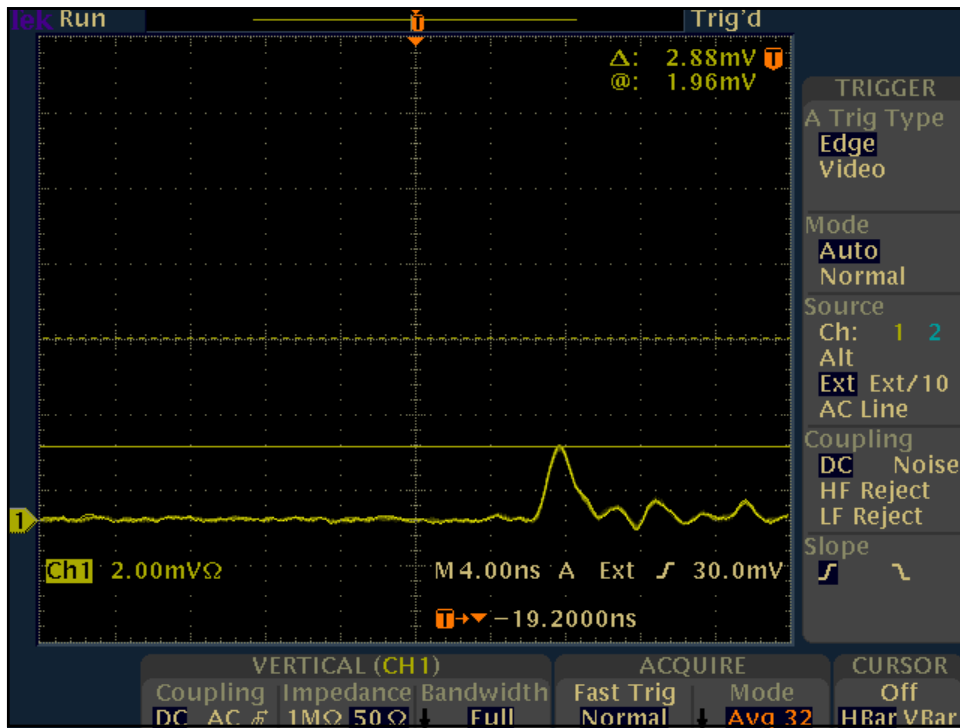 Tek Run Trig'd
T
Δ: 2.88mV T
@: 1.96mV
1
Ch1 2.00mVΩ M 4.00ns A Ext ʃ 30.0mV
T→▼ −19.2000ns
TRIGGER
A Trig Type
Edge
Video
Mode
Auto
Normal
Source
Ch: 1 2
Alt
Ext Ext/10
AC Line
Coupling
DC Noise
HF Reject
LF Reject
Slope
VERTICAL (CH1) ACQUIRE CURSOR
Coupling Impedance Bandwidth Fast Trig Mode Off
DC AC 1MΩ 50 Ω Full Normal Avg 32 HBar VBar